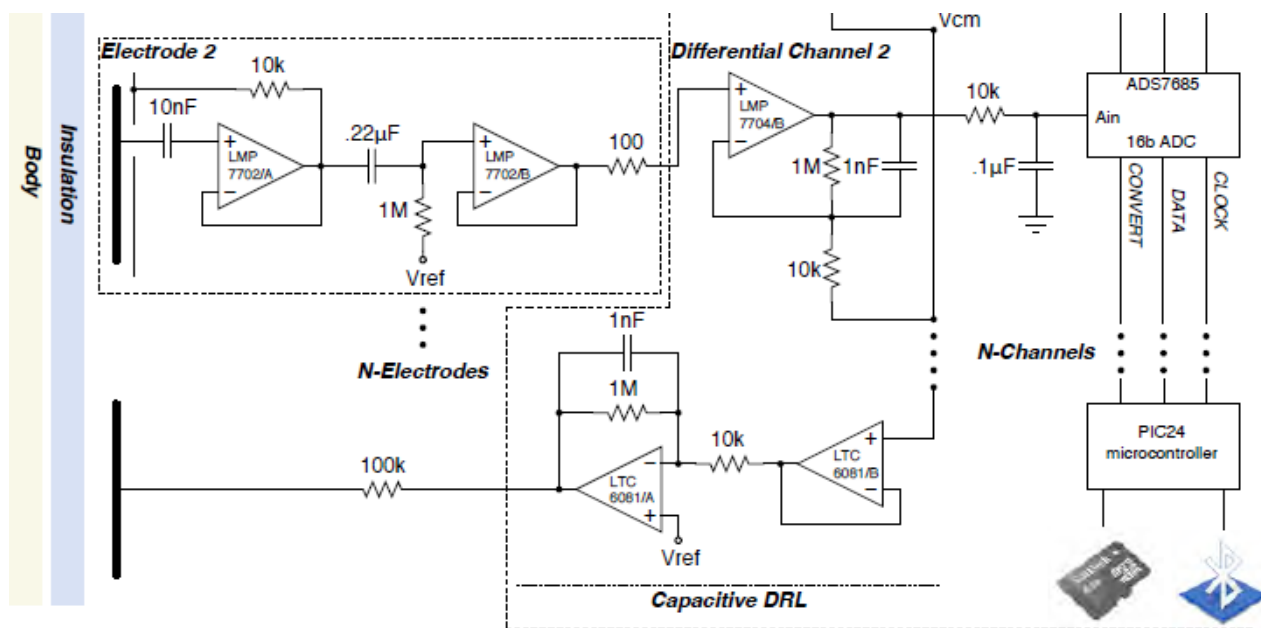 Body
Insulation
Electrode 2
10k
10nF
+
LMP
7702/A
−
.22µF
1M
Vref
+
LMP
7702/B
−
100
Differential Channel 2
+
LMP
7704/B
−
1M
1nF
10k
Vcm
10k
.1µF
ADS7685
Ain
16b ADC
CONVERT
DATA
CLOCK
N-Electrodes
N-Channels
1nF
1M
100k
−
LTC
6081/A
+
Vref
10k
+
LTC
6081/B
−
PIC24
microcontroller
Capacitive DRL